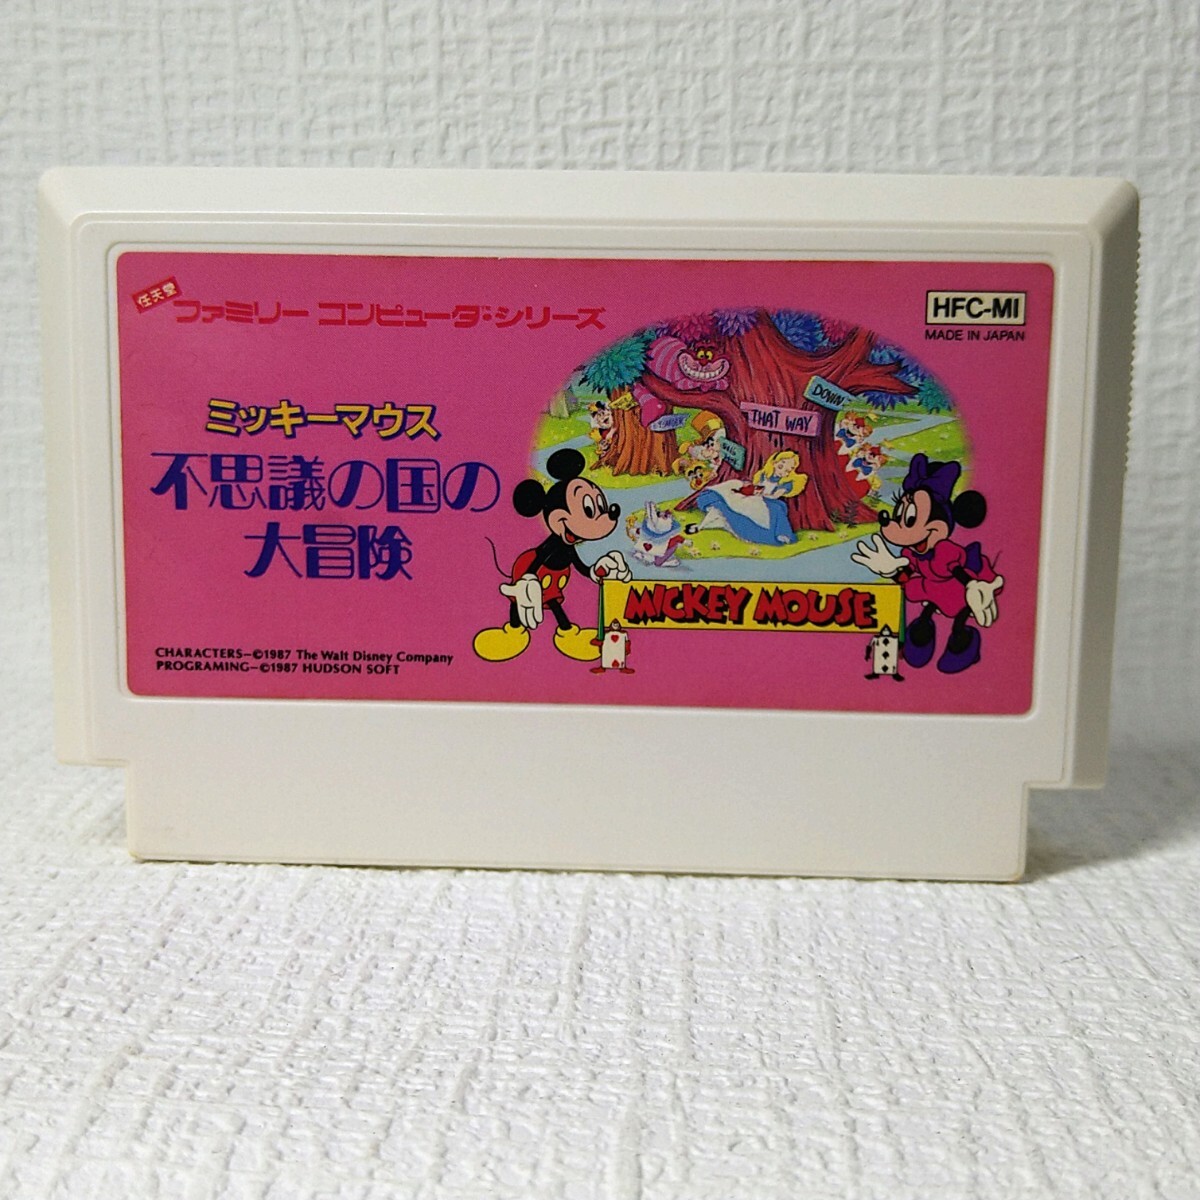 任天堂
ファミリー コンピュータ・シリーズ
HFC-MI
MADE IN JAPAN
ミッキーマウス
不思議の国の
大冒険
DOWN
THAT WAY
MICKEY MOUSE
CHARACTERS–©1987 The Walt Disney Company
PROGRAMING–©1987 HUDSON SOFT